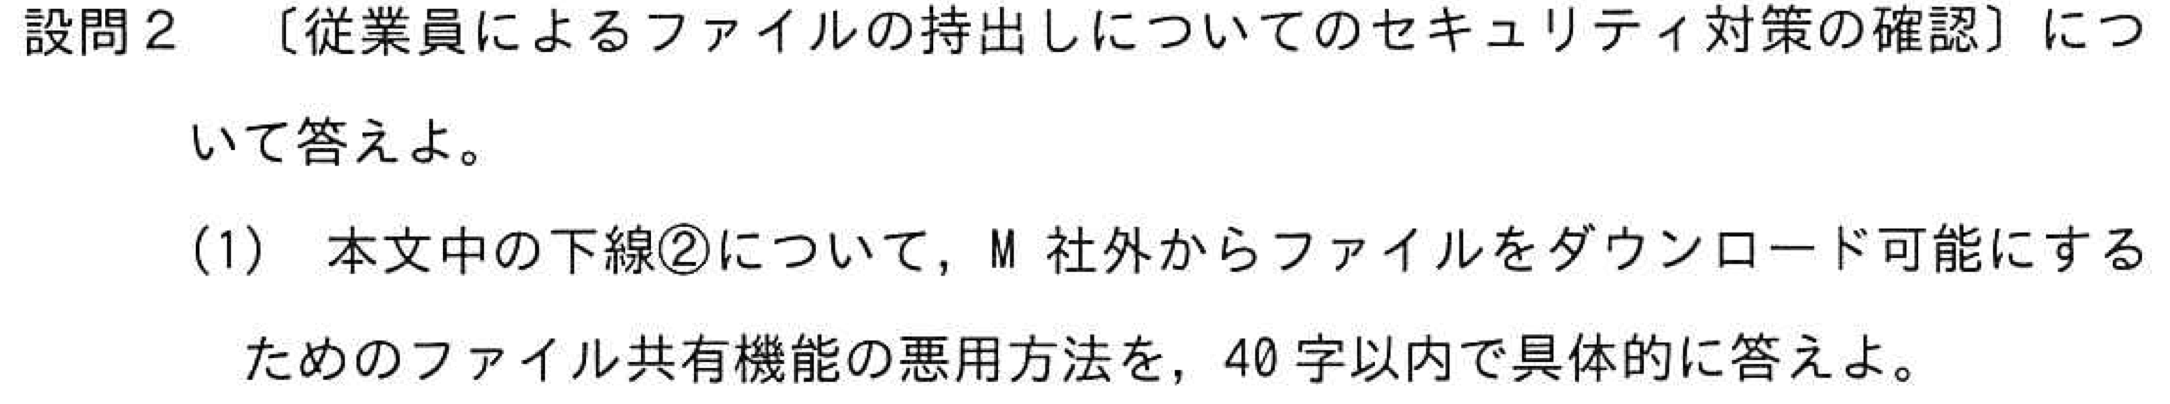 設問２　〔従業員によるファイルの持出しについてのセキュリティ対策の確認〕につ
いて答えよ。
(1)　本文中の下線②について，M 社外からファイルをダウンロード可能にする
ためのファイル共有機能の悪用方法を，40 字以内で具体的に答えよ。